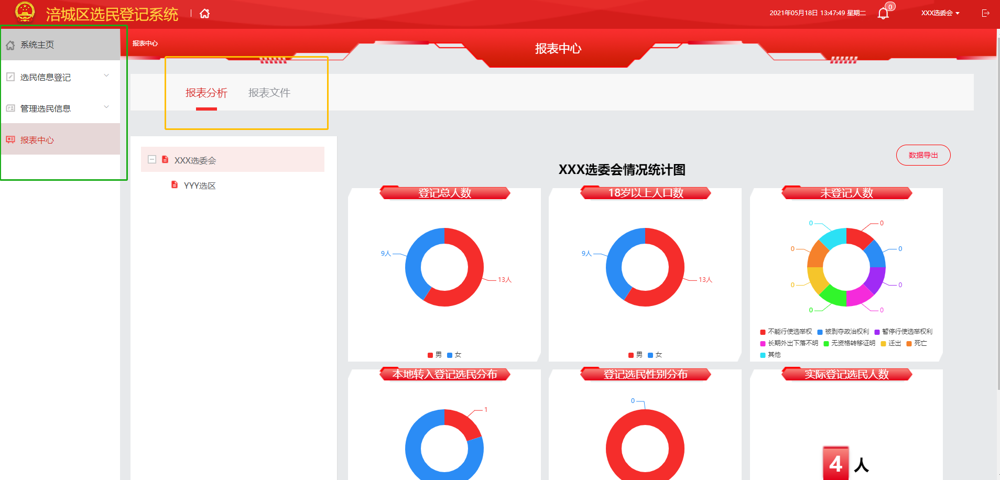 涪城区选民登记系统
2021年05月18日 13:47:49 星期二
0
XXX选委会
系统主页
选民信息登记
管理选民信息
报表中心
报表中心
报表中心
报表分析
报表文件
XXX选委会
YYY选区
数据导出
XXX选委会情况统计图
登记总人数
9人
13人
男 女
18岁以上人口数
9人
13人
男 女
未登记人数
0
0
0
0
0
0
0
0
不能行使选举权 被剥夺政治权利 暂停行使选举权利
长期外出下落不明 无资格转移证明 迁出 死亡
其他
本地转入登记选民分布
1
登记选民性别分布
0
实际登记选民人数
4 人